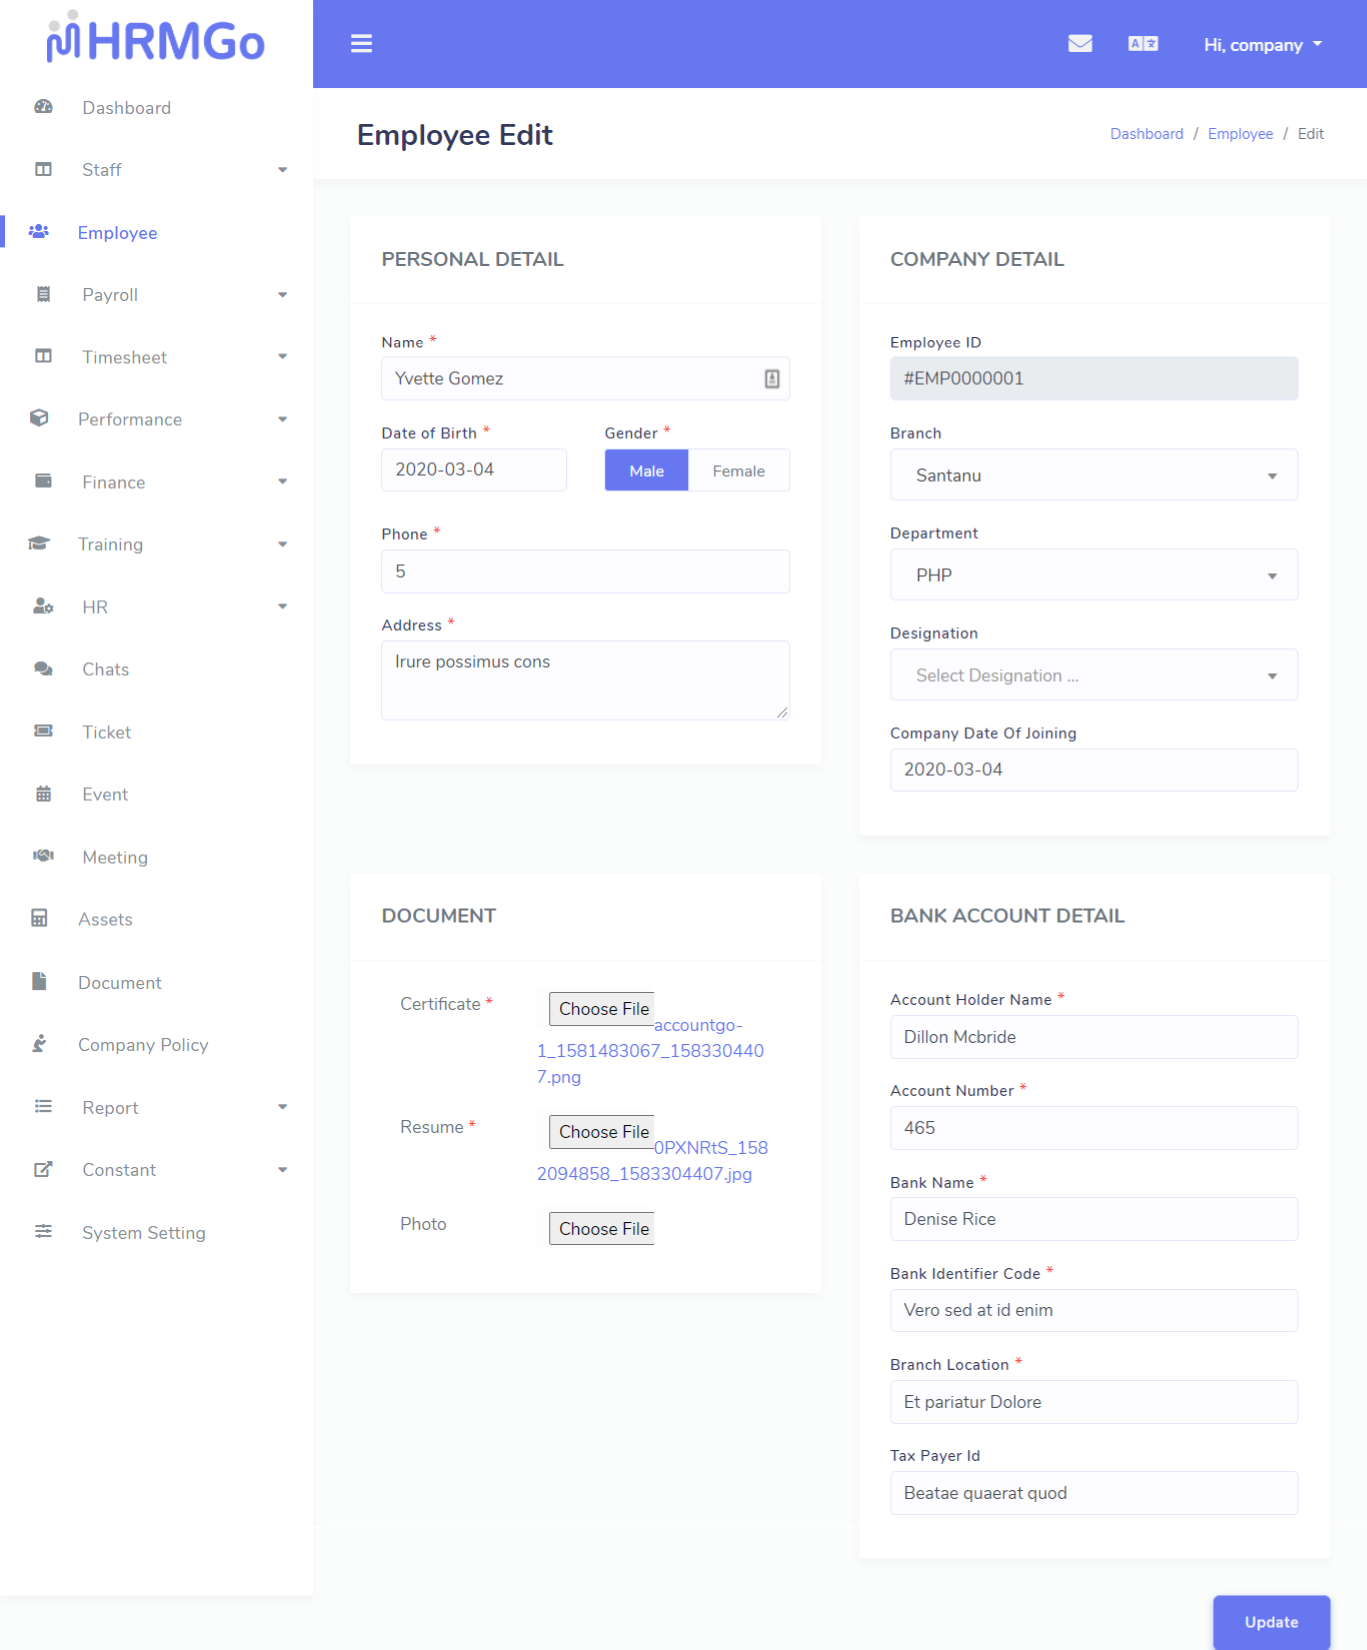 HRMGo
Hi, company
Dashboard
Staff
Employee
Payroll
Timesheet
Performance
Finance
Training
HR
Chats
Ticket
Event
Meeting
Assets
Document
Company Policy
Report
Constant
System Setting
Employee Edit
Dashboard / Employee / Edit
PERSONAL DETAIL
Name *
Yvette Gomez
Date of Birth * Gender *
2020-03-04 Male Female
Phone *
5
Address *
Irure possimus cons
COMPANY DETAIL
Employee ID
#EMP0000001
Branch
Santanu
Department
PHP
Designation
Select Designation ...
Company Date Of Joining
2020-03-04
DOCUMENT
Certificate * Choose File
accountgo-
1_1581483067_158330440
7.png
Resume * Choose File
0PXNRtS_158
2094858_1583304407.jpg
Photo Choose File
BANK ACCOUNT DETAIL
Account Holder Name *
Dillon Mcbride
Account Number *
465
Bank Name *
Denise Rice
Bank Identifier Code *
Vero sed at id enim
Branch Location *
Et pariatur Dolore
Tax Payer Id
Beatae quaerat quod
Update